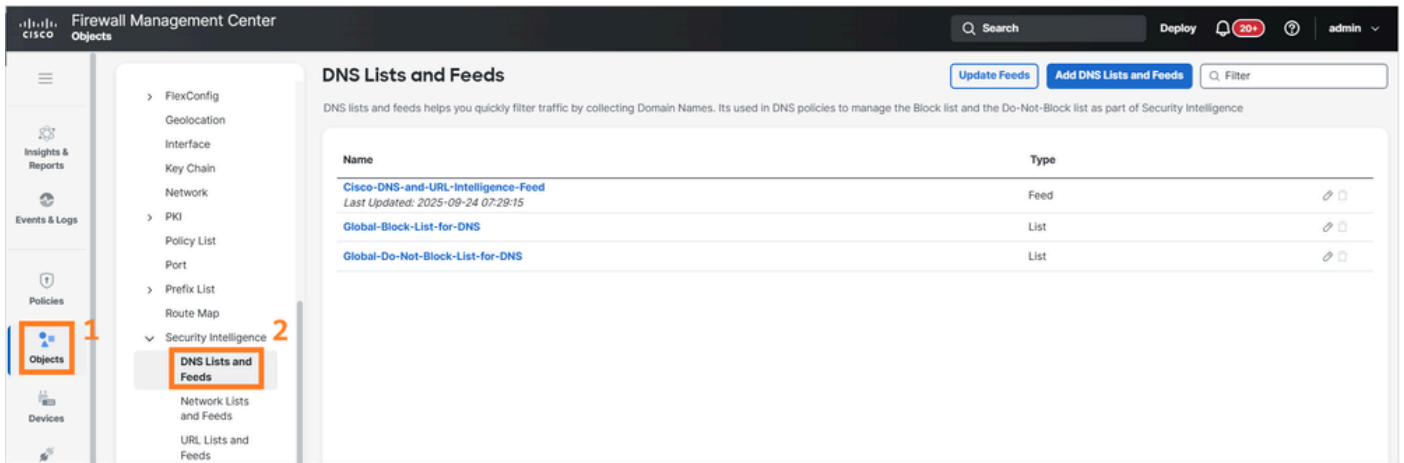 cisco
Firewall Management Center
Objects
Search
Deploy
20+
admin
Insights &
Reports
Events & Logs
Policies
Objects
1
Devices
FlexConfig
Geolocation
Interface
Key Chain
Network
PKI
Policy List
Port
Prefix List
Route Map
Security Intelligence
2
DNS Lists and
Feeds
Network Lists
and Feeds
URL Lists and
Feeds
DNS Lists and Feeds
Update Feeds
Add DNS Lists and Feeds
Filter
DNS lists and feeds helps you quickly filter traffic by collecting Domain Names. Its used in DNS policies to manage the Block list and the Do-Not-Block list as part of Security Intelligence
Name Type
Cisco-DNS-and-URL-Intelligence-Feed Feed
Last Updated: 2025-09-24 07:29:15
Global-Block-List-for-DNS List
Global-Do-Not-Block-List-for-DNS List